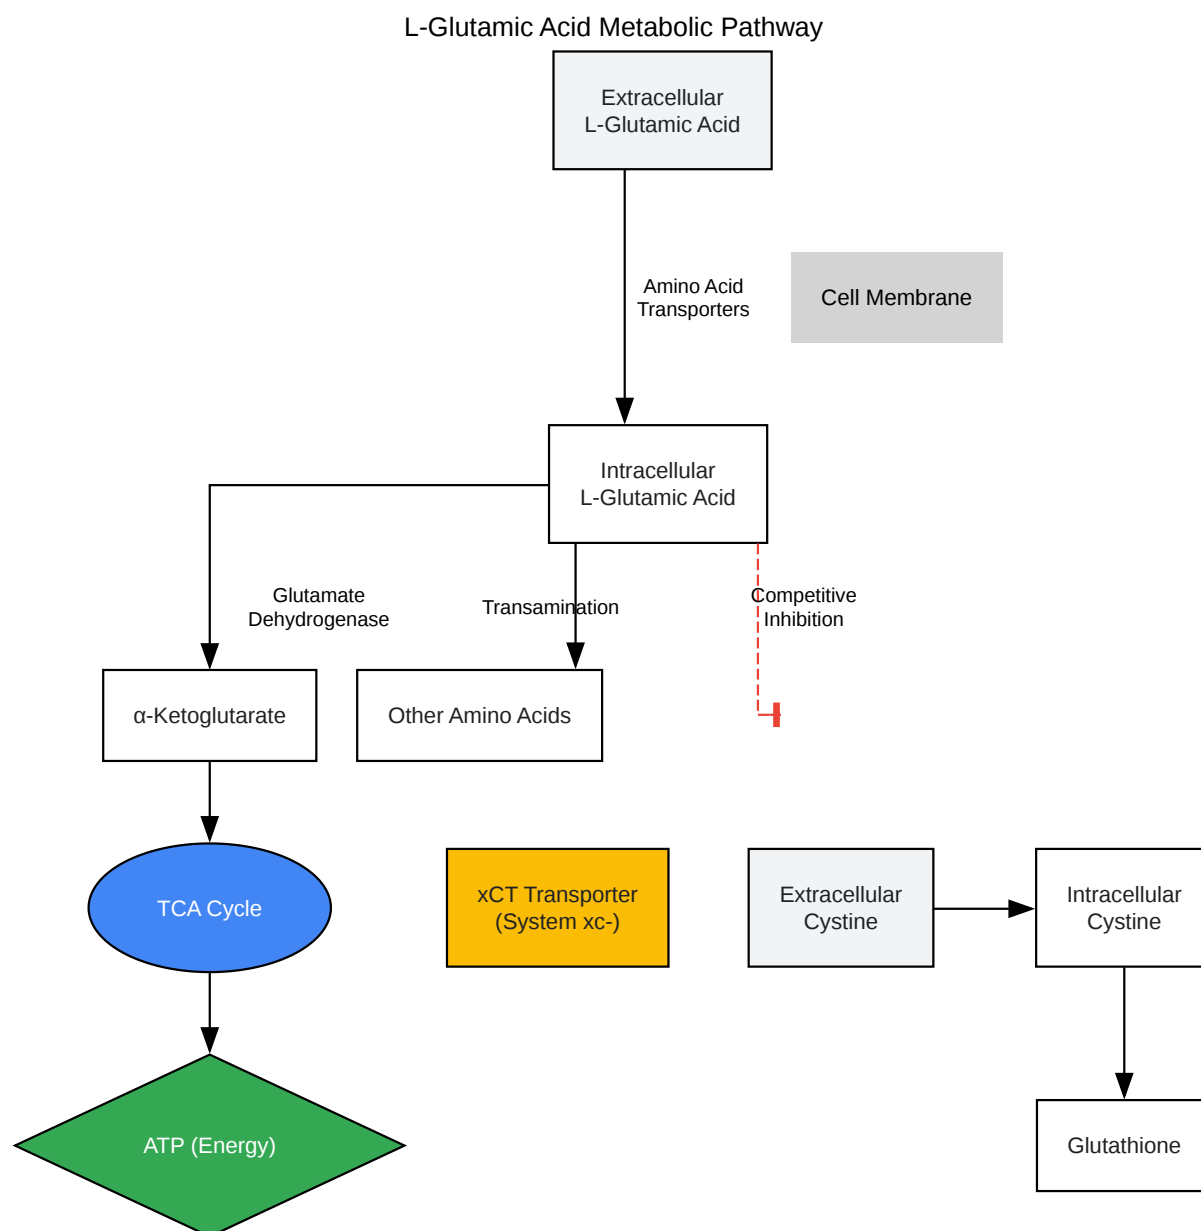 L-Glutamic Acid Metabolic Pathway
Extracellular
L-Glutamic Acid
Amino Acid
Transporters
Cell Membrane
Intracellular
L-Glutamic Acid
Glutamate
Dehydrogenase
Transamination
Competitive
Inhibition
α-Ketoglutarate
Other Amino Acids
TCA Cycle
xCT Transporter
(System xc-)
Extracellular
Cystine
Intracellular
Cystine
ATP (Energy)
Glutathione